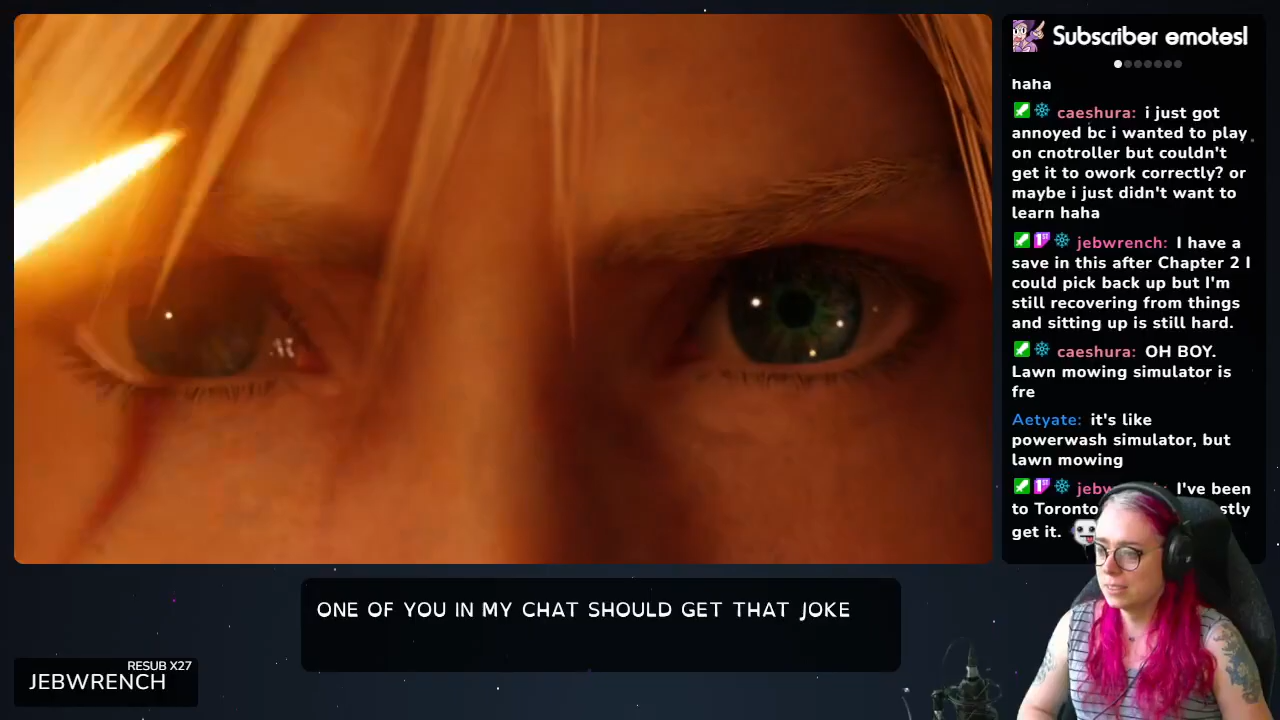 Subscriber emotes!
haha
caeshura: i just got
annoyed bc i wanted to play
on cnotroller but couldn't
get it to owork correctly? or
maybe i just didn't want to
learn haha
jebwrench: I have a
save in this after Chapter 2 I
could pick back up but I'm
still recovering from things
and sitting up is still hard.
caeshura: OH BOY.
Lawn mowing simulator is
fre
Aetyate: it's like
powerwash simulator, but
lawn mowing
I've been
to Toronto
get it.
ONE OF YOU IN MY CHAT SHOULD GET THAT JOKE
RESUB X27
JEBWRENCH